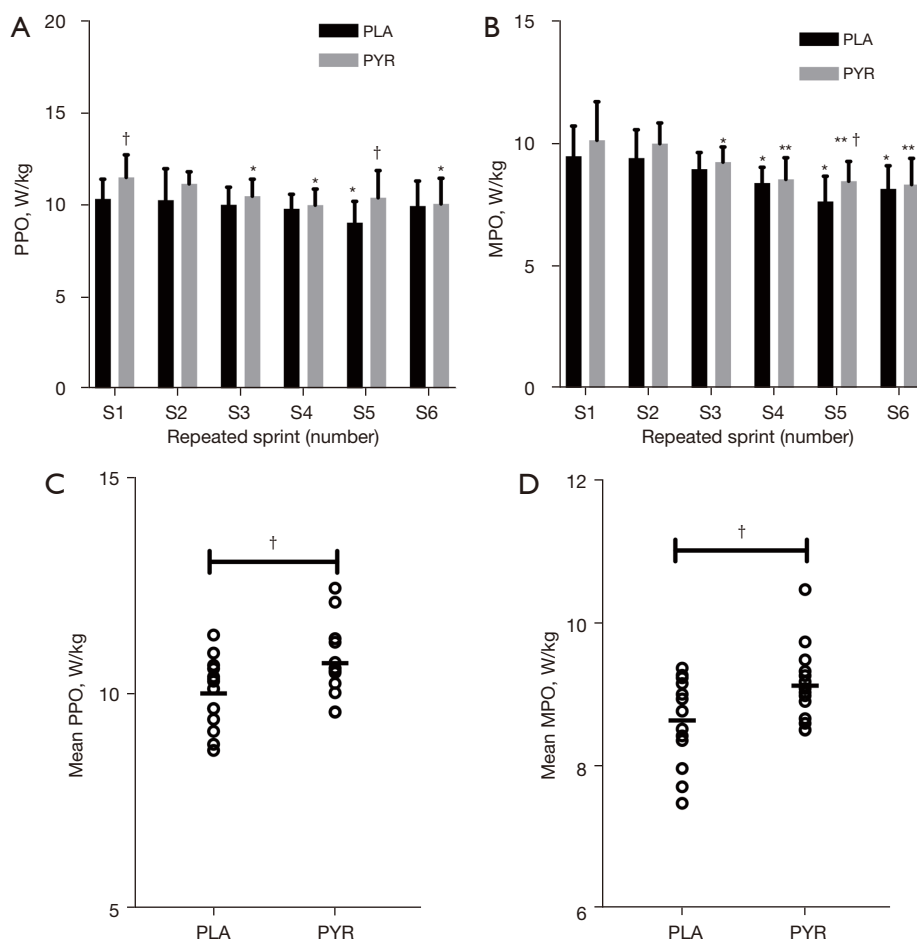 A
20
15
10
5
0
PPO, W/kg
PLA
PYR
†
*
*
*
†
*
S1 S2 S3 S4 S5 S6
Repeated sprint (number)
B
15
10
5
0
MPO, W/kg
PLA
PYR
*
*
**
*
** †
*
**
S1 S2 S3 S4 S5 S6
Repeated sprint (number)
C
15
10
5
Mean PPO, W/kg
†
PLA PYR
D
12
10
8
6
Mean MPO, W/kg
†
PLA PYR